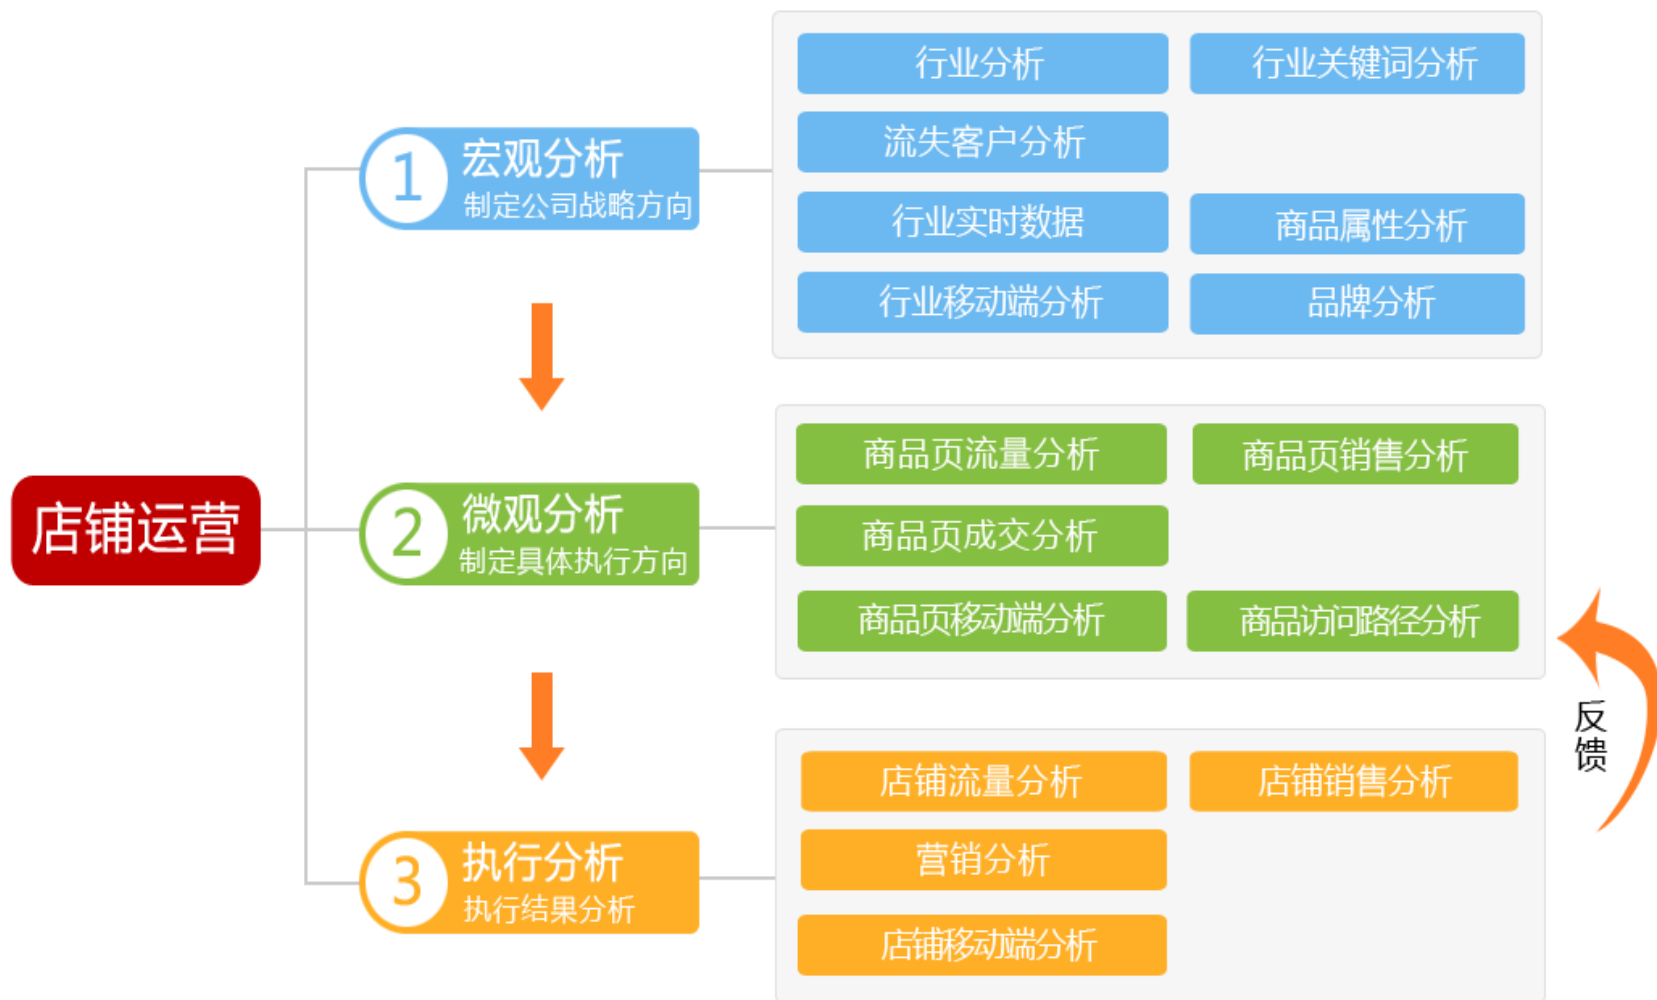 行业分析
行业关键词分析
流失客户分析
1
宏观分析
制定公司战略方向
行业实时数据
商品属性分析
行业移动端分析
品牌分析
店铺运营
2
微观分析
制定具体执行方向
商品页流量分析
商品页销售分析
商品页成交分析
商品页移动端分析
商品访问路径分析
反
馈
3
执行分析
执行结果分析
店铺流量分析
店铺销售分析
营销分析
店铺移动端分析